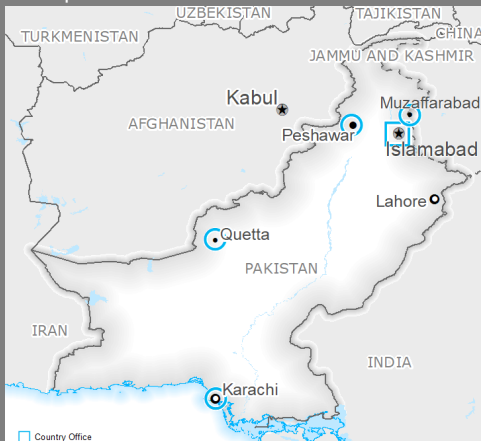 UZBEKISTAN
TAJIKISTAN
TURKMENISTAN
CHINA
JAMMU AND KASHMIR
Kabul
Muzaffarabad
AFGHANISTAN
Peshawar
Islamabad
Lahore
Quetta
PAKISTAN
IRAN
INDIA
Karachi
Country Office